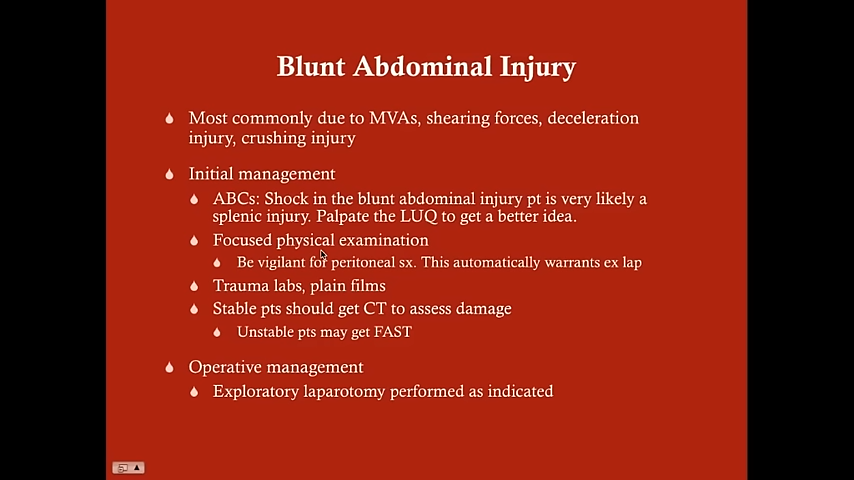 Blunt Abdominal Injury
Most commonly due to MVAs, shearing forces, deceleration
injury, crushing injury
Initial management
ABCs: Shock in the blunt abdominal injury pt is very likely a
splenic injury. Palpate the LUQ to get a better idea.
Focused physical examination
Be vigilant for peritoneal sx. This automatically warrants ex lap
Trauma labs, plain films
Stable pts should get CT to assess damage
Unstable pts may get FAST
Operative management
Exploratory laparotomy performed as indicated